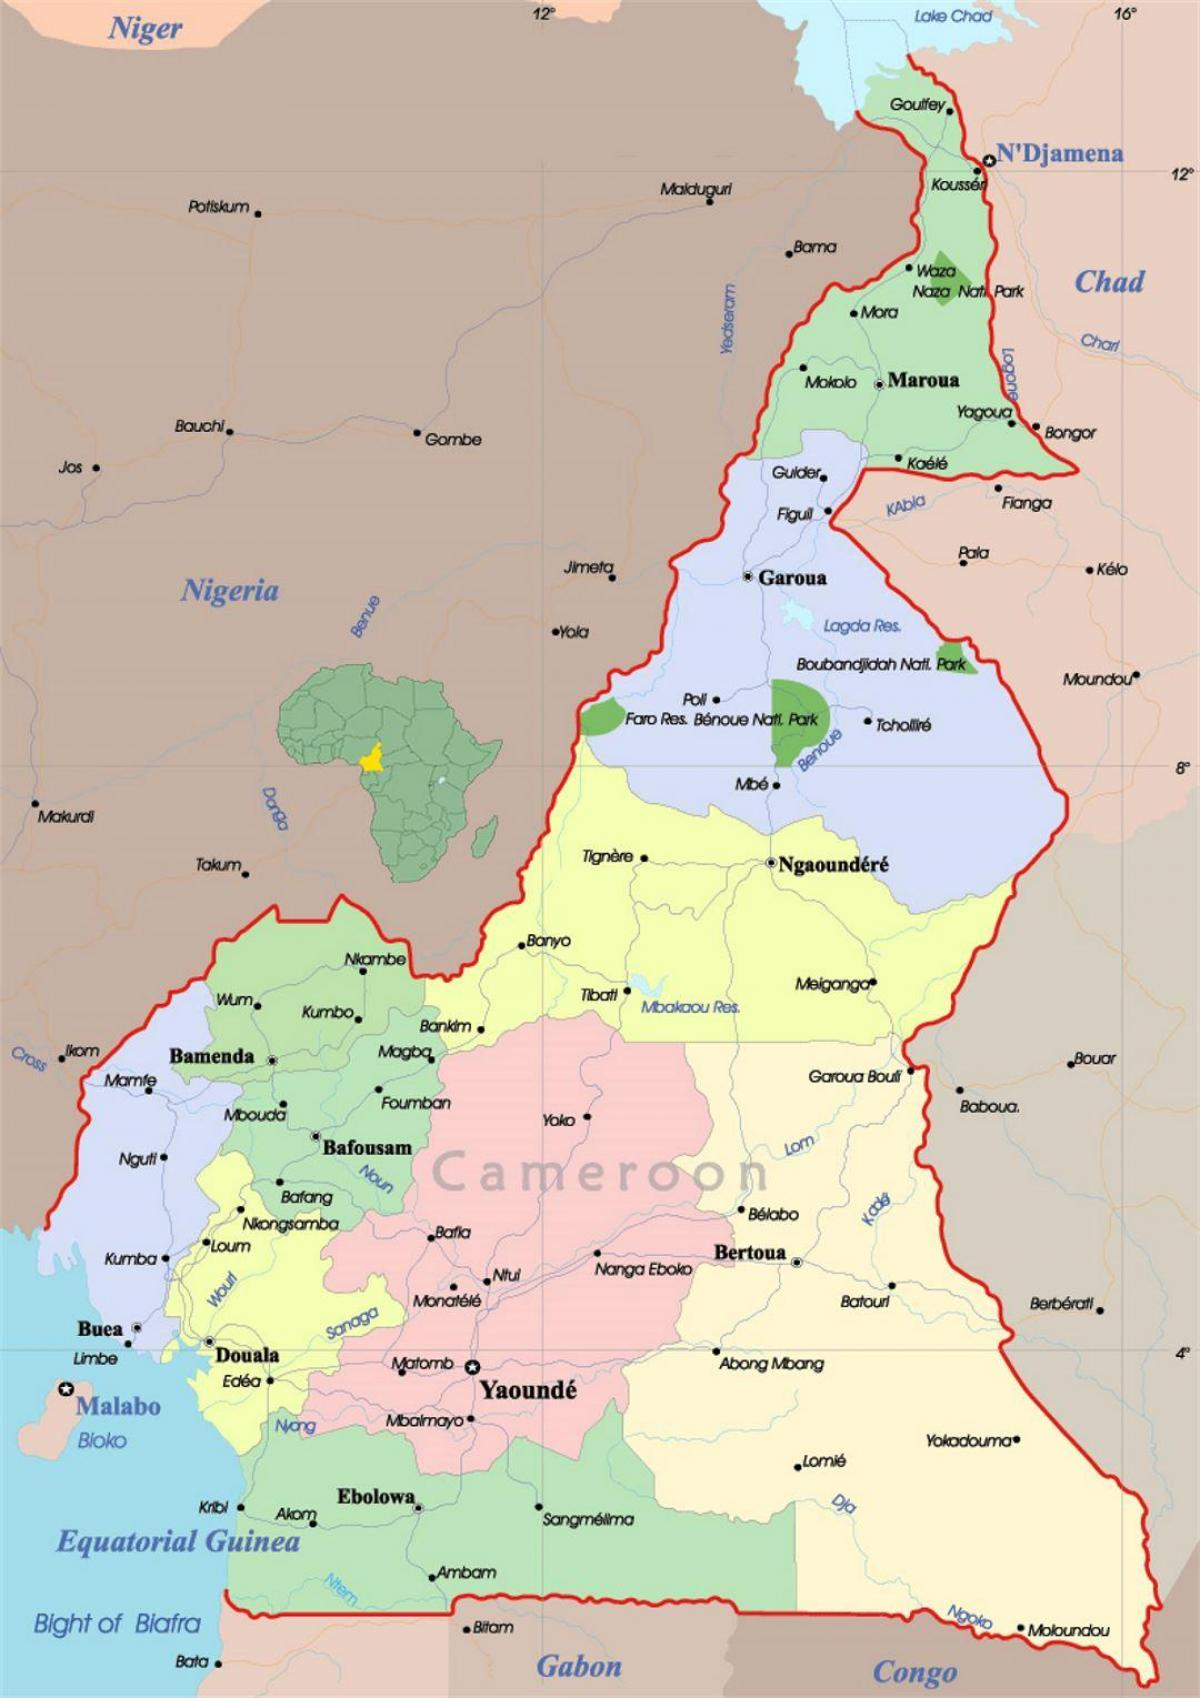 12°
16°
Niger
Lake Chad
Goulfey
N'Djamena
Kousséri
12°
Maiduguri
Potiskum
Bama
Waza
Naza Natl. Park
Chad
Mora
Yedseram
Charl
Logone
Mokolo
Maroua
Yagoua
Bongor
Bauchi
Gombe
Jos
Kaélé
Guider
Fianga
KAbia
Figuil
Pala
Kélo
Jimeta
Garoua
Nigeria
Benue
Yola
Lagda Res.
Boubandjidah Natl. Park
Moundou
Poli
Faro Res.
Bénoue Natl. Park
Tcholliré
Benoue
8°
Mbé
Makurdi
Donga
Takum
Tignère
Ngaoundéré
Banyo
Nkambe
Meiganga
Tibati
Mbakaou Res.
Wum
Kumbo
Bankim
Ikom
Cross
Bamenda
Magba
Bouar
Garoua Bouli
Mamfe
Baboua.
Foumban
Mbouda
Yoko
Bafousam
Lom
Nguti
Cameroon
Noun
Bafang
Kadéï
Nkongsamba
Bélabo
Bafia
Loum
Kumba
Bertoua
Nanga Eboko
Ntui
Wouri
Monatélé
Batouri
Berbérati
Sanaga
Buea
Limbe
Douala
4°
Matomb
Abong Mbang
Edéa
Yaoundé
Malabo
Bioko
Nyong
Mbalmayo
Yokadouma
Lomié
Ebolowa
Kribi
Akom
Sangmélima
Dja
Equatorial Guinea
Ambam
Ntem
Bight of Biafra
Bitam
Ngoko
Moloundou
Bata
Gabon
Congo